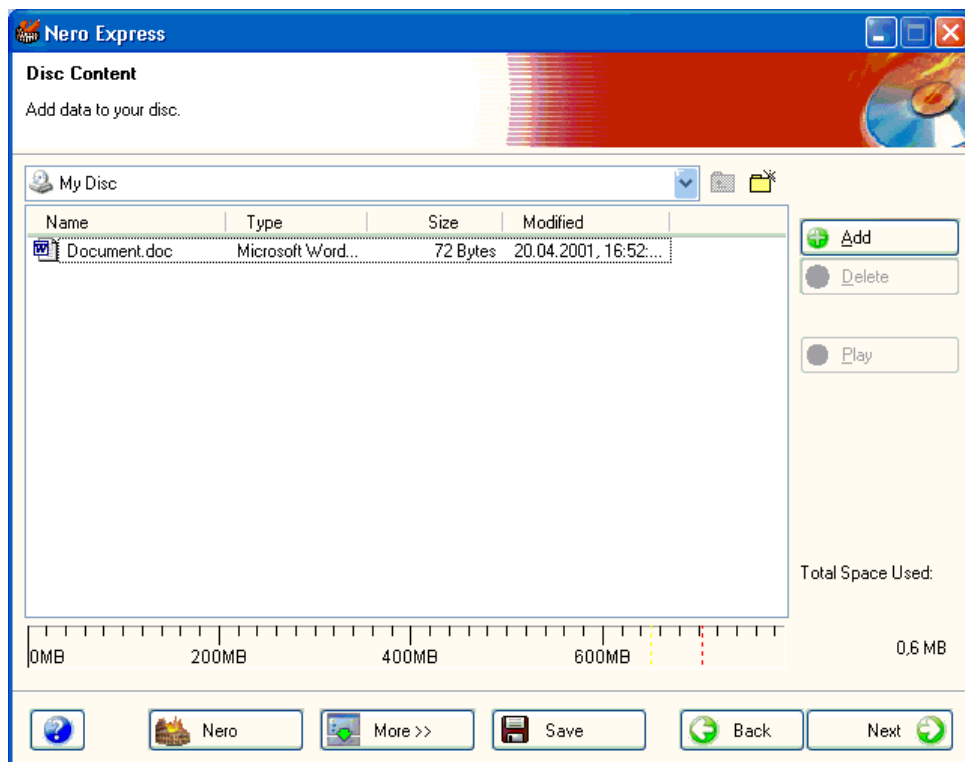 Nero Express
Disc Content
Add data to your disc.
My Disc
Name Type Size Modified
Document.doc Microsoft Word... 72 Bytes 20.04.2001, 16:52:...
Add
Delete
Play
Total Space Used:
0MB 200MB 400MB 600MB 0,6 MB
? Nero More >> Save Back Next